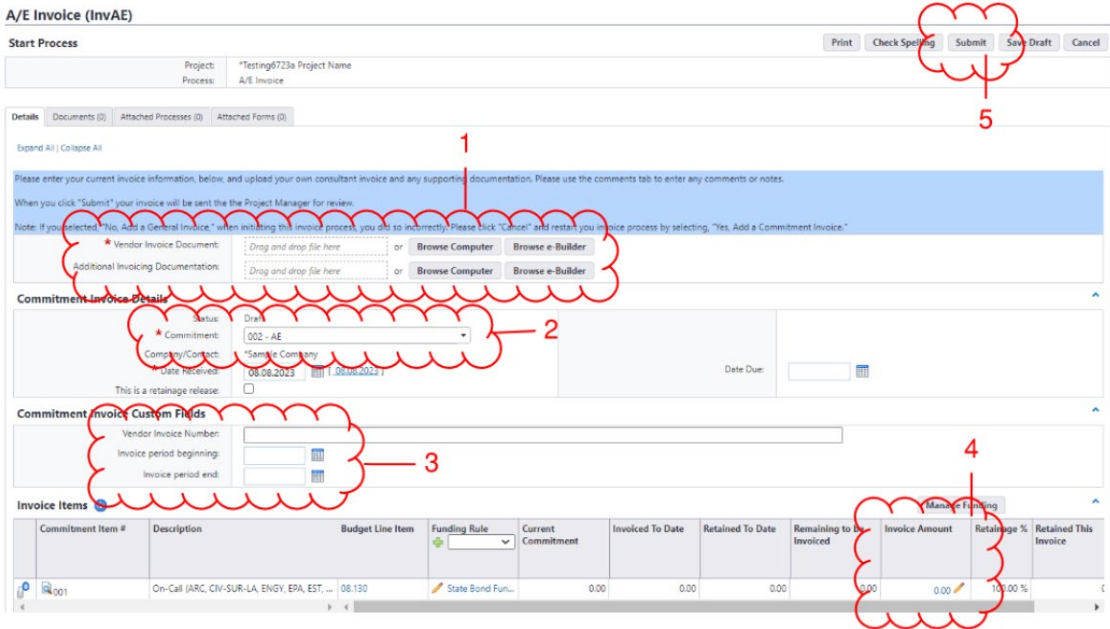 A/E Invoice (InvAE)
Start Process
Print Check Spelling Submit Save Draft Cancel
Project: *Testing6723a Project Name
Process: A/E Invoice
5
Details Documents (0) Attached Processes (0) Attached Forms (0)
1
Expand All | Collapse All
Please enter your current invoice information, below, and upload your own consultant invoice and any supporting documentation. Please use the comments tab to enter any comments or notes.
When you click "Submit" your invoice will be sent the the Project Manager for review.
Note: If you selected, "No, Add a General Invoice," when initiating this invoice process, you did so incorrectly. Please click "Cancel" and restart you invoice process by selecting, "Yes, Add a Commitment Invoice."
* Vendor Invoice Document: Drag and drop file here or Browse Computer Browse e-Builder
Additional Invoicing Documentation: Drag and drop file here or Browse Computer Browse e-Builder
Commitment Invoice Details
Status: Draft
* Commitment: 002 - AE
2
Company/Contact: *Sample Company
* Date Received: 08.08.2023 [ 08.08.2023 ] Date Due:
This is a retainage release:
Commitment Invoice Custom Fields
Vendor Invoice Number:
Invoice period beginning:
3
Invoice period end:
4
Invoice Items Manage Funding
Commitment Item # Description Budget Line Item Funding Rule Current Commitment Invoiced To Date Retained To Date Remaining to be Invoiced Invoice Amount Retainage % Retained This Invoice
001 On-Call (ARC, CIV-SUR-LA, ENGY, EPA, EST, ... 08.130 State Bond Fun... 0.00 0.00 0.00 0.00 0.00 100.00 %